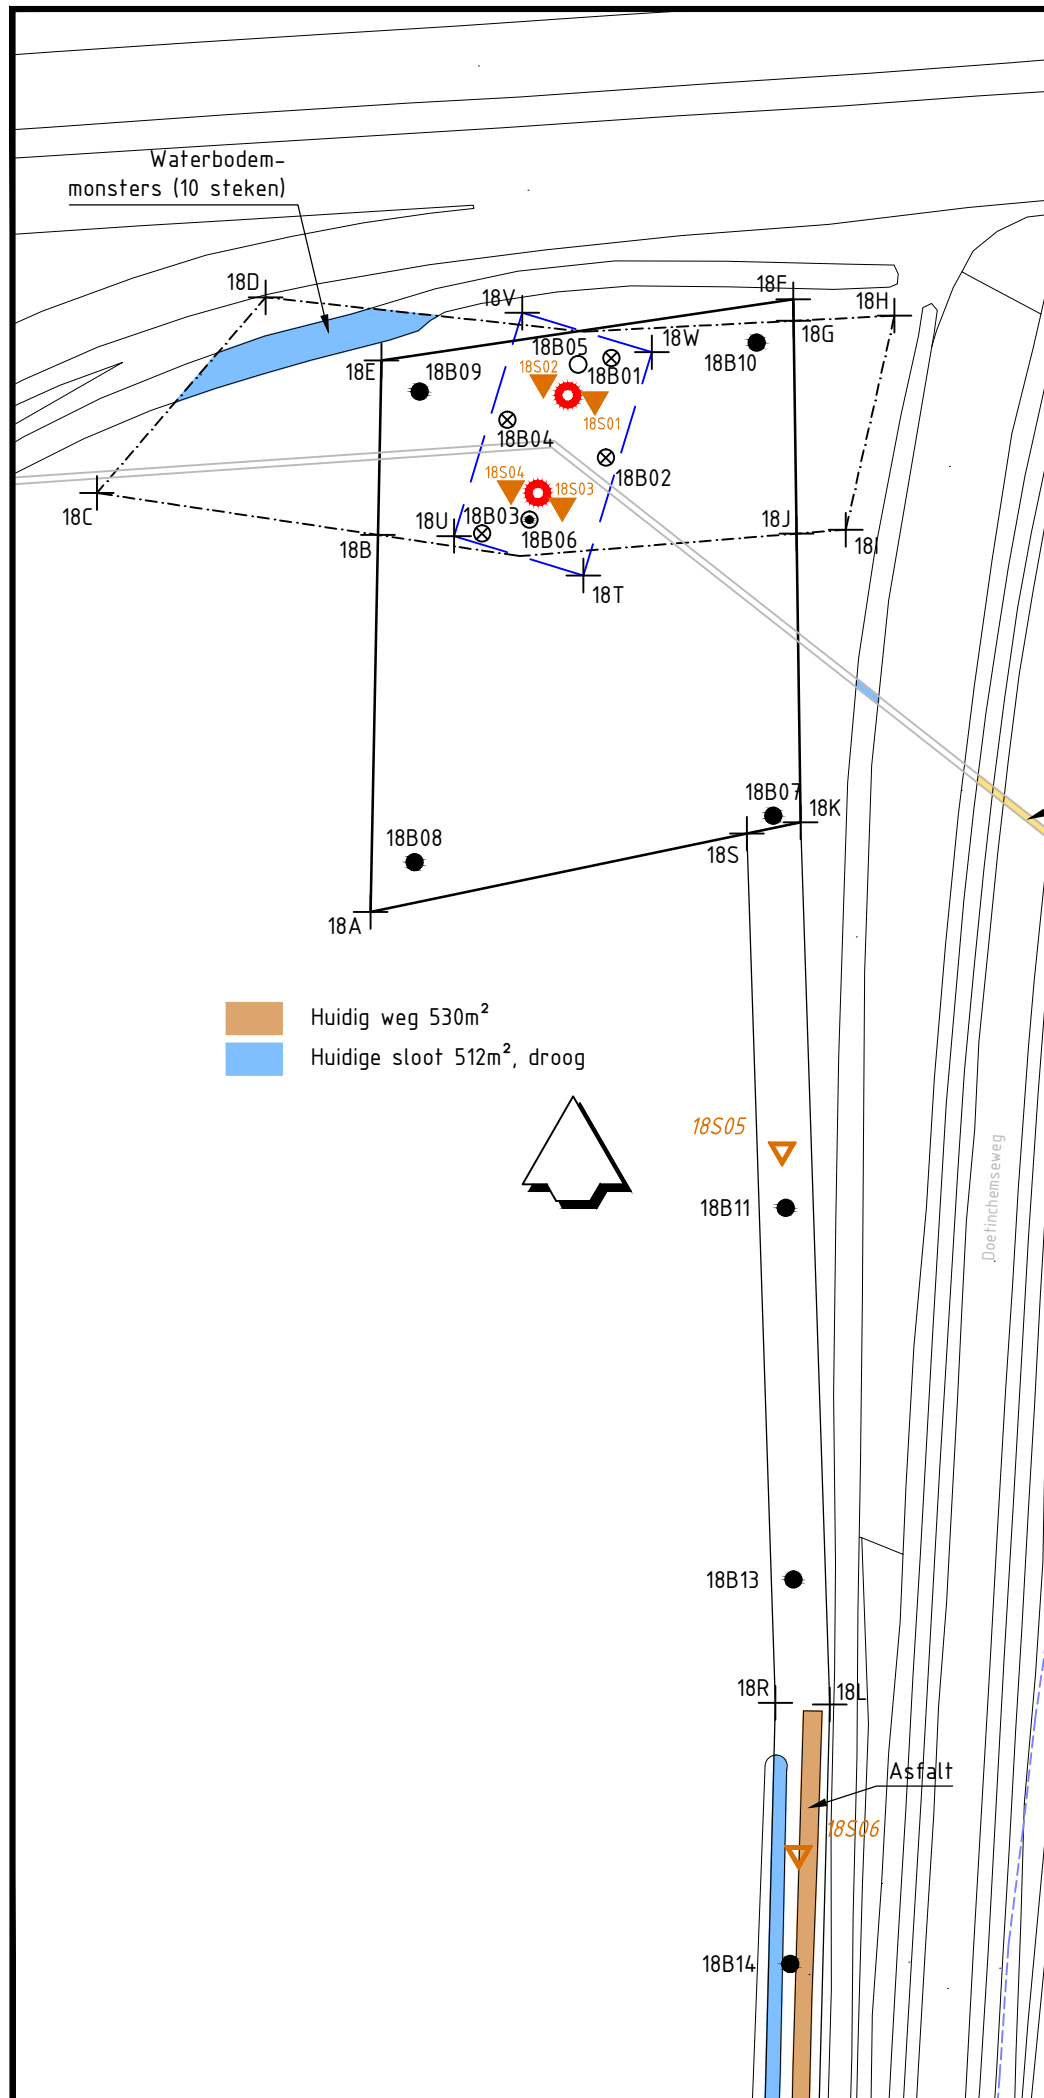 Waterbodem-
monsters (10 steken)
18D
18V
18F
18H
18G
18W
18B05
18B10
18E
18B09
18S02
18B01
18S01
18B04
18B02
18S04
18S03
18C
18U
18B03
18J
18B
18B06
18I
18T
18B07
18K
18B08
18S
18A
Huidig weg 530m²
Huidige sloot 512m², droog
18S05
Doetinchemseweg
18B11
18B13
18R
18L
Asfalt
18S06
18B14